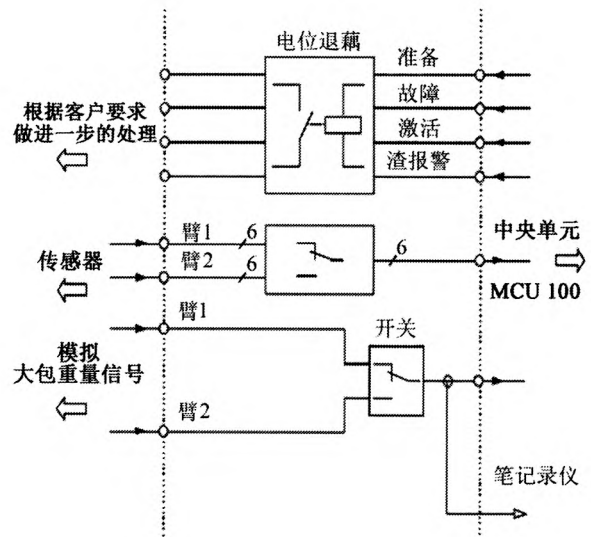 电位退藕
准备
故障
激活
渣报警
根据客户要求
做进一步的处理
臂1
6
臂2
6
6
传感器
中央单元
MCU 100
臂1
开关
模拟
大包重量信号
臂2
笔记录仪